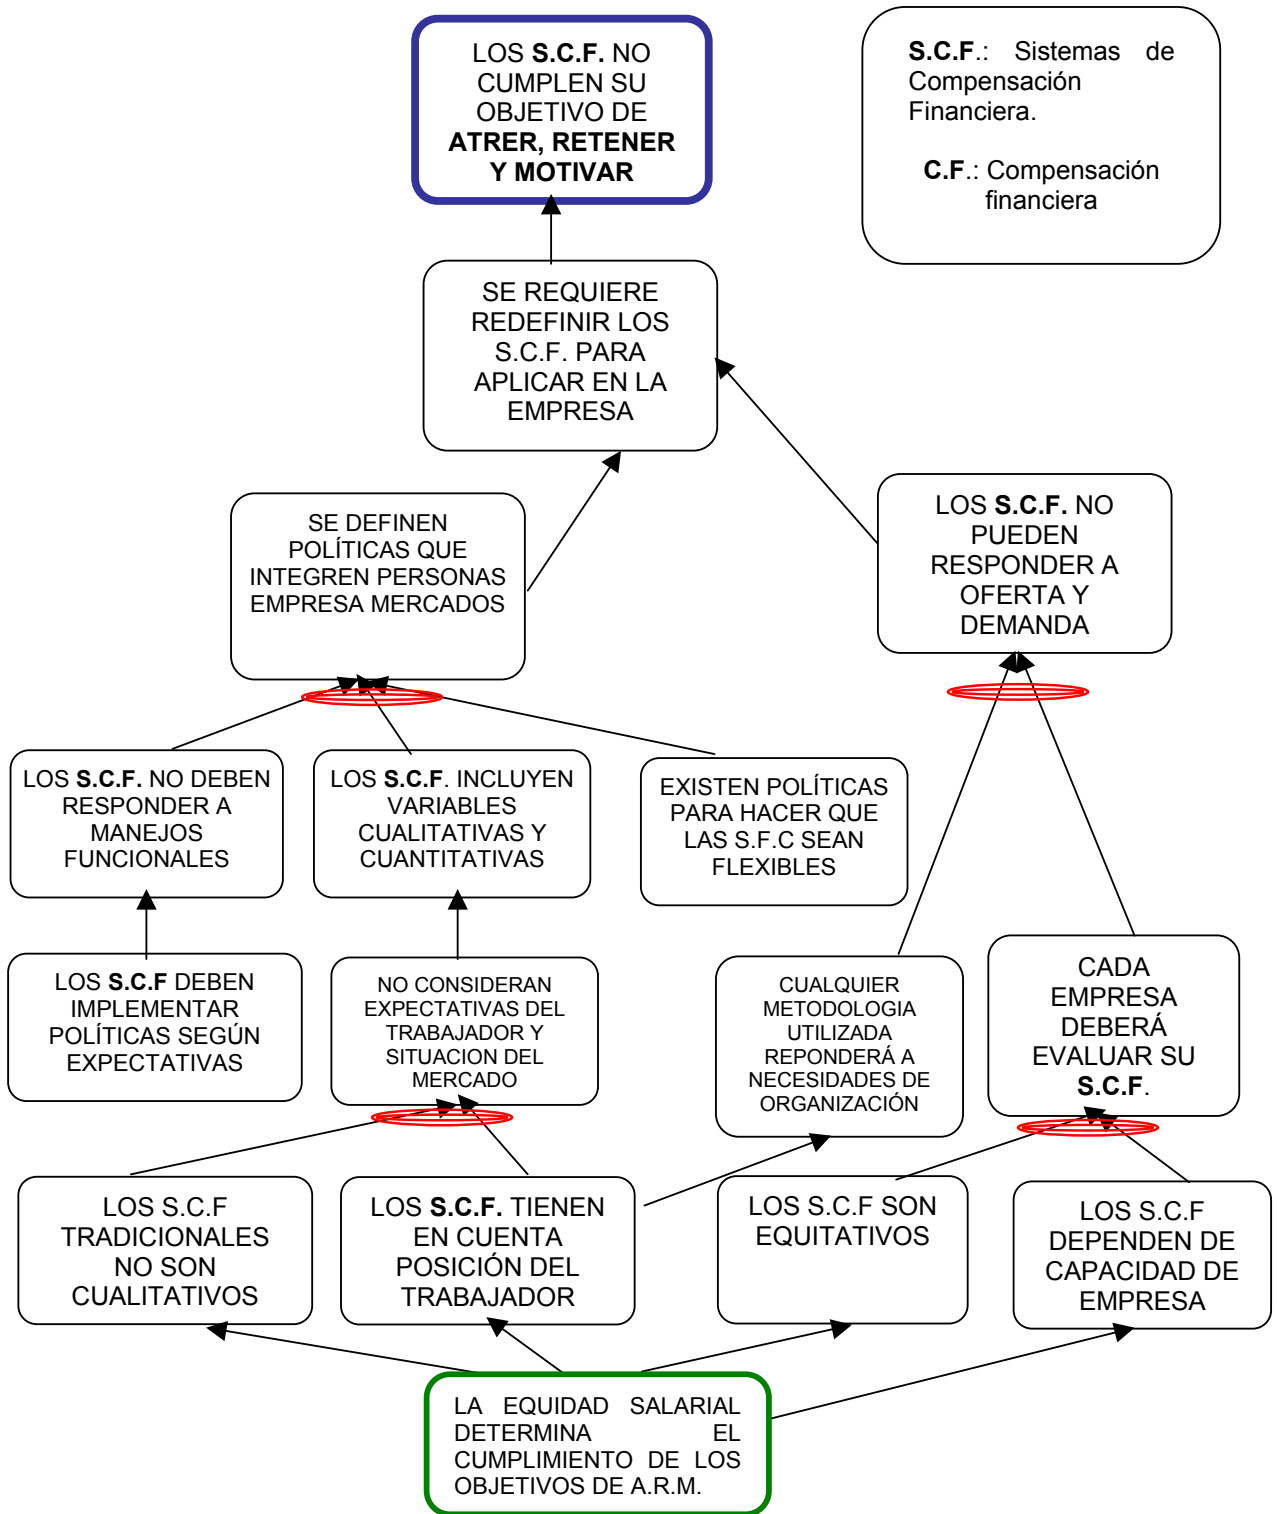 LOS S.C.F. NO
CUMPLEN SU
OBJETIVO DE
ATRER, RETENER
Y MOTIVAR
S.C.F.: Sistemas de
Compensación
Financiera.
C.F.: Compensación
financiera
SE REQUIERE
REDEFINIR LOS
S.C.F. PARA
APLICAR EN LA
EMPRESA
SE DEFINEN
POLÍTICAS QUE
INTEGREN PERSONAS
EMPRESA MERCADOS
LOS S.C.F. NO
PUEDEN
RESPONDER A
OFERTA Y
DEMANDA
LOS S.C.F. NO DEBEN
RESPONDER A
MANEJOS
FUNCIONALES
LOS S.C.F. INCLUYEN
VARIABLES
CUALITATIVAS Y
CUANTITATIVAS
EXISTEN POLÍTICAS
PARA HACER QUE
LAS S.F.C SEAN
FLEXIBLES
LOS S.C.F DEBEN
IMPLEMENTAR
POLÍTICAS SEGÚN
EXPECTATIVAS
NO CONSIDERAN
EXPECTATIVAS DEL
TRABAJADOR Y
SITUACION DEL
MERCADO
CUALQUIER
METODOLOGIA
UTILIZADA
REPONDERÁ A
NECESIDADES DE
ORGANIZACIÓN
CADA
EMPRESA
DEBERÁ
EVALUAR SU
S.C.F.
LOS S.C.F
TRADICIONALES
NO SON
CUALITATIVOS
LOS S.C.F. TIENEN
EN CUENTA
POSICIÓN DEL
TRABAJADOR
LOS S.C.F SON
EQUITATIVOS
LOS S.C.F
DEPENDEN DE
CAPACIDAD DE
EMPRESA
LA EQUIDAD SALARIAL
DETERMINA EL
CUMPLIMIENTO DE LOS
OBJETIVOS DE A.R.M.